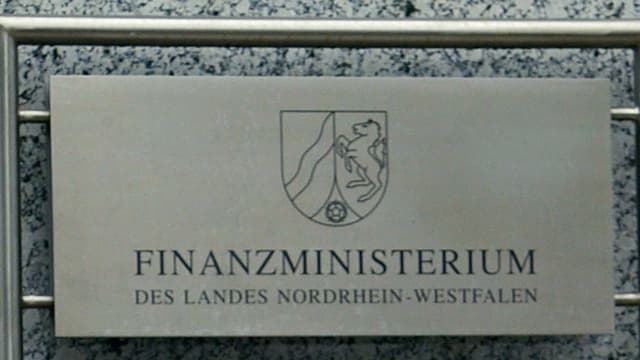 FINANZMINISTERIUM
DES LANDES NORDRHEIN-WESTFALEN